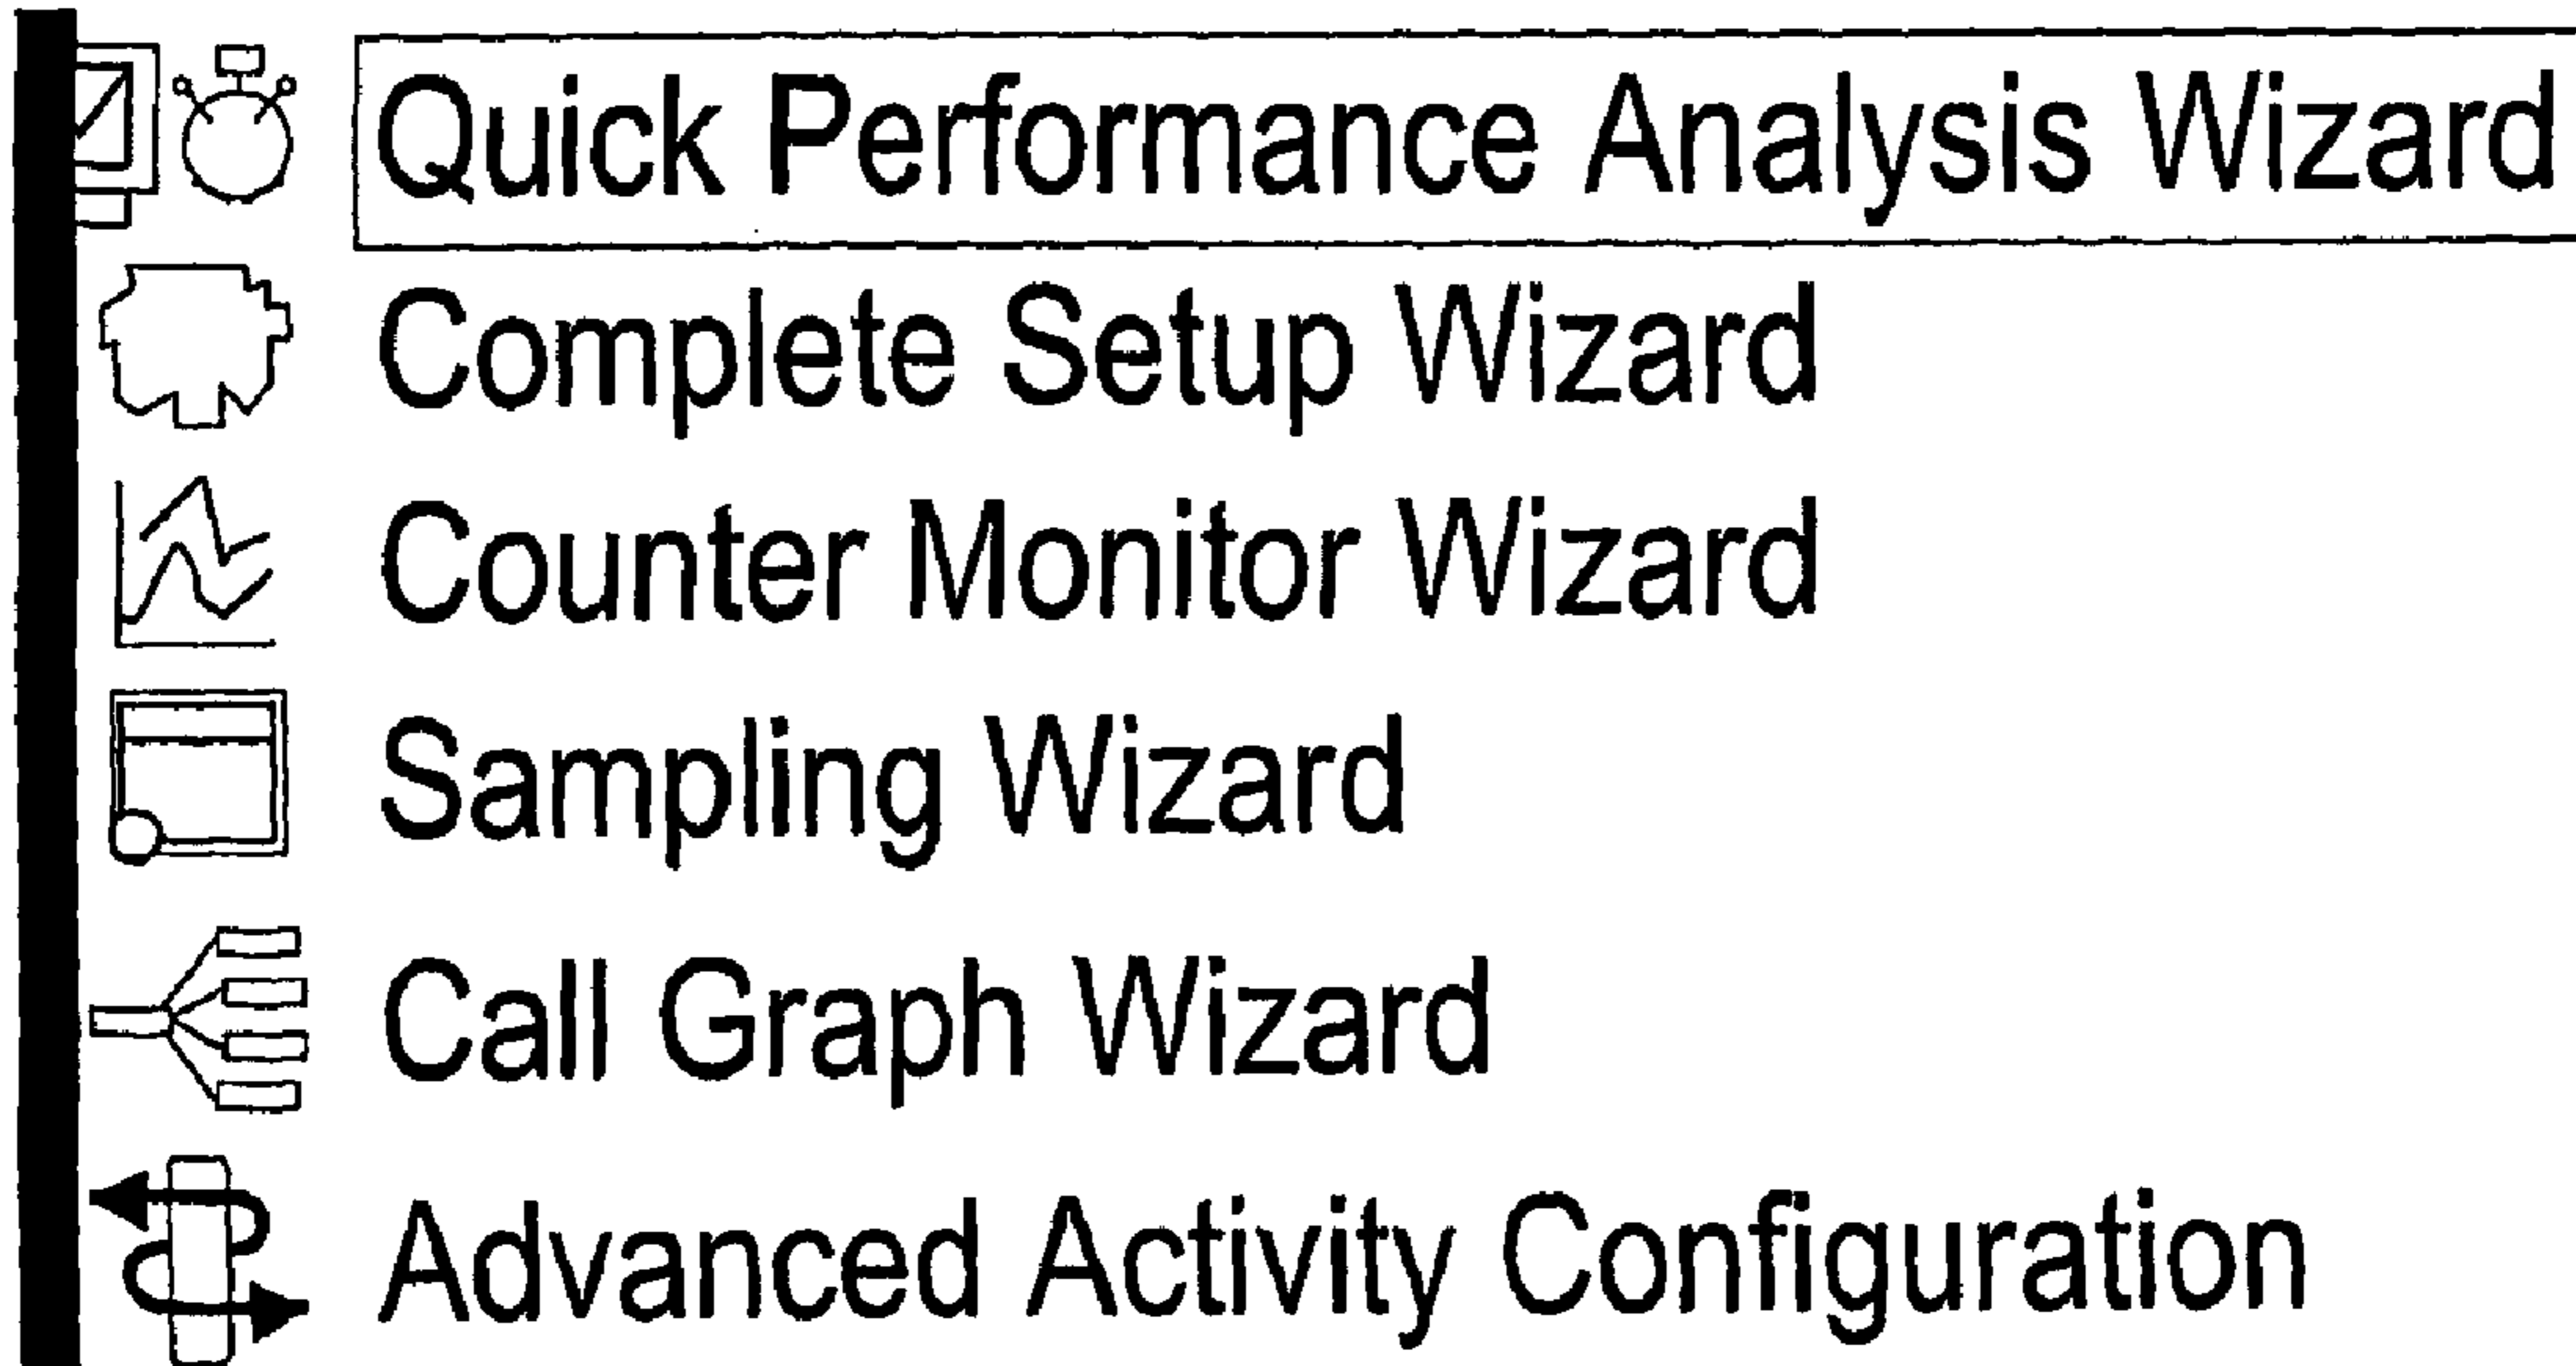 Quick Performance Analysis Wizard
Complete Setup Wizard
Counter Monitor Wizard
Sampling Wizard
Call Graph Wizard
Advanced Activity Configuration